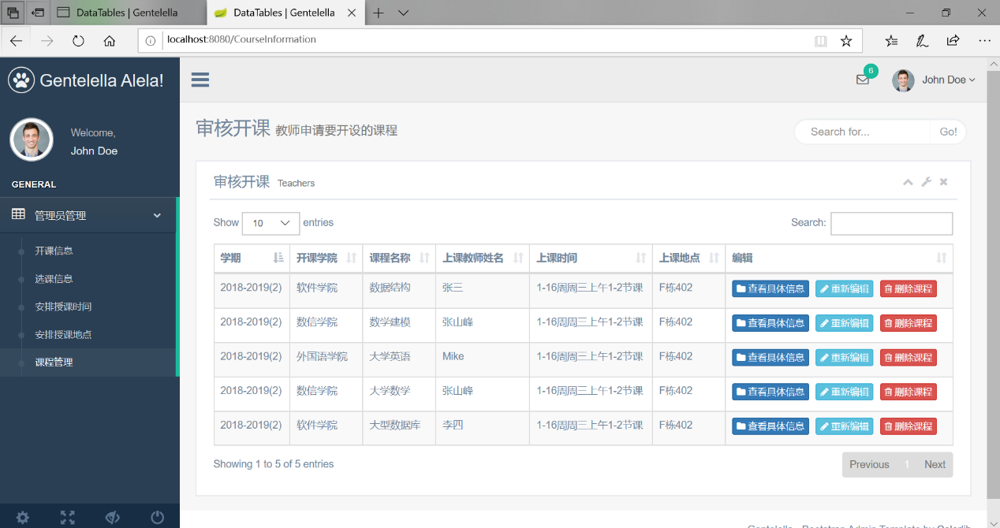 DataTables | Gentelella
DataTables | Gentelella
localhost:8080/CourseInformation
Gentelella Alela!
6
John Doe
Welcome,
John Doe
GENERAL
管理员管理
开课信息
选课信息
安排授课时间
安排授课地点
课程管理
审核开课 教师申请要开设的课程
Search for... Go!
审核开课 Teachers
Show 10 entries Search:
学期 开课学院 课程名称 上课教师姓名 上课时间 上课地点 编辑
2018-2019(2) 软件学院 数据结构 张三 1-16周周三上午1-2节课 F栋402 查看具体信息 重新编辑 删除课程
2018-2019(2) 数信学院 数学建模 张山峰 1-16周周三上午1-2节课 F栋402 查看具体信息 重新编辑 删除课程
2018-2019(2) 外国语学院 大学英语 Mike 1-16周周三上午1-2节课 F栋402 查看具体信息 重新编辑 删除课程
2018-2019(2) 数信学院 大学数学 张山峰 1-16周周三上午1-2节课 F栋402 查看具体信息 重新编辑 删除课程
2018-2019(2) 软件学院 大型数据库 李四 1-16周周三上午1-2节课 F栋402 查看具体信息 重新编辑 删除课程
Showing 1 to 5 of 5 entries
Previous 1 Next
Gentelella - Bootstrap Admin Template by Colorlib